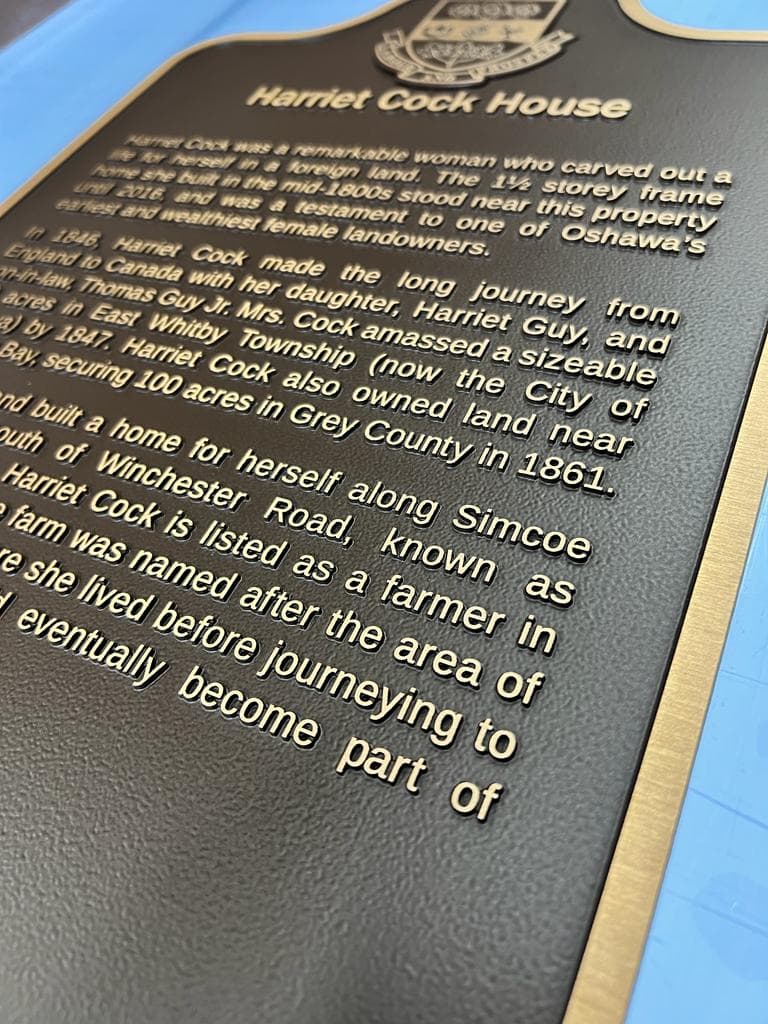 Harriet Cock House
Harriet Cock was a remarkable woman who carved out a
life for herself in a foreign land. The 1½ storey frame
home she built in the mid-1800s stood near this property
until 2016, and was a testament to one of Oshawa's
earliest and wealthiest female landowners.
In 1846, Harriet Cock made the long journey from
England to Canada with her daughter, Harriet Guy, and
on-in-law, Thomas Guy Jr. Mrs. Cock amassed a sizeable
acres in East Whitby Township (now the City of
a) by 1847. Harriet Cock also owned land near
Bay, securing 100 acres in Grey County in 1861.
nd built a home for herself along Simcoe
outh of Winchester Road, known as
Harriet Cock is listed as a farmer in
farm was named after the area of
re she lived before journeying to
eventually become part of